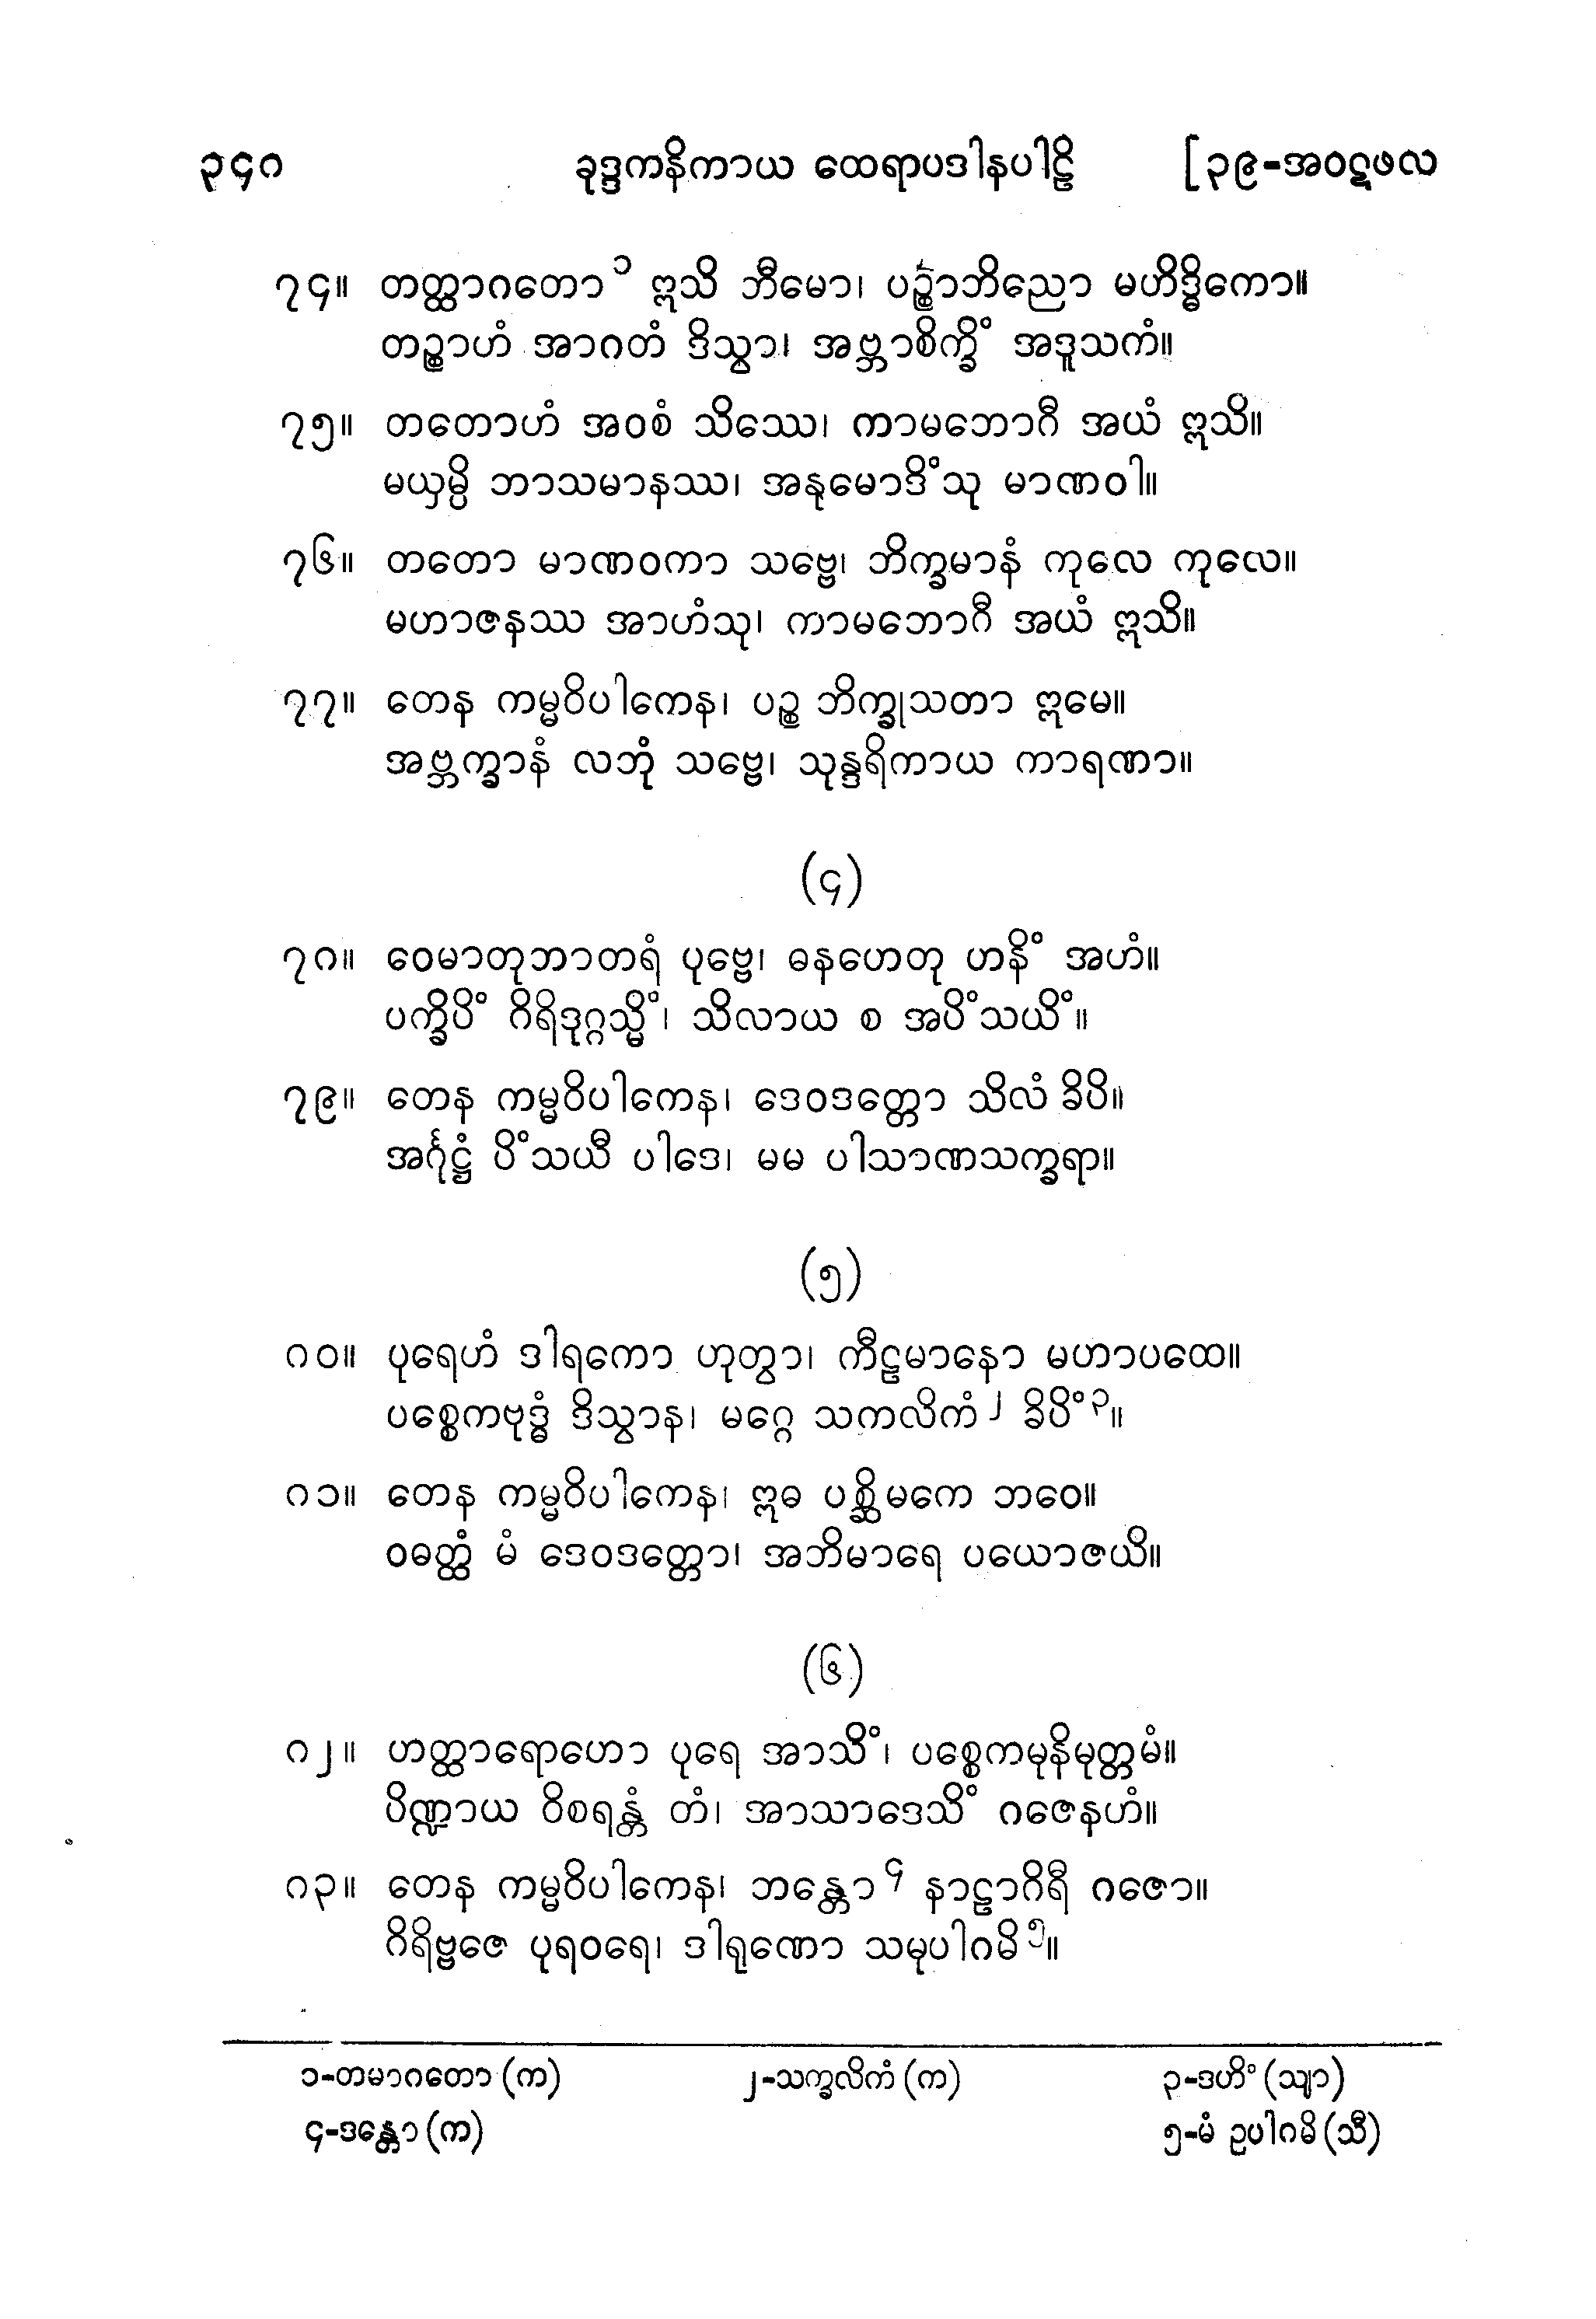 ၃၄ဂ ခုဒ္ဒကနိကာယ ထေရာပဒါနပါဠိ [၃၉-အဝဋဖလ
၇၄။ တတ္ထာဂတော၁ ဣသိ ဘီမော၊ ပဉ္စာဘိညော မဟိဒ္ဓိကော။
တဉ္စာဟံ အာဂတံ ဒိသွာ၊ အဗ္ဘာစိက္ခိံ အဒူသကံ။
၇၅။ တတောဟံ အဝစံ သိဿေ၊ ကာမဘောဂီ အယံ ဣသိ။
မယှမ္ပိ ဘာသမာနဿ၊ အနုမောဒိံသု မာဏဝါ။
၇၆။ တတော မာဏဝကာ သဗ္ဗေ၊ ဘိက္ခမာနံ ကုလေ ကုလေ။
မဟာဇနဿ အာဟံသု၊ ကာမဘောဂီ အယံ ဣသိ။
၇၇။ တေန ကမ္မဝိပါကေန၊ ပဉ္စ ဘိက္ခုသတာ ဣမေ။
အဗ္ဘက္ခာနံ လဘုံ သဗ္ဗေ၊ သုန္ဒရိကာယ ကာရဏာ။
(၄)
၇ဂ။ ဝေမာတုဘာတရံ ပုဗ္ဗေ၊ ဓနဟေတု ဟနိံ အဟံ။
ပက္ခိပိံ ဂိရိဒုဂ္ဂသ္မိံ၊ သိလာယ စ အပိံသယိံ။
၇၉။ တေန ကမ္မဝိပါကေန၊ ဒေဝဒတ္တော သိလံ ခိပိ။
အင်္ဂုဋ္ဌံ ပိံသယီ ပါဒေ၊ မမ ပါသာဏသက္ခရာ။
(၅)
ဂ၀။ ပုရေဟံ ဒါရကော ဟုတွာ၊ ကီဠမာနော မဟာပထေ။
ပစ္စေကဗုဒ္ဓံ ဒိသွာန၊ မဂ္ဂေ သကလိကံ၂ ခိပိံ၃။
ဂ၁။ တေန ကမ္မဝိပါကေန၊ ဣဓ ပစ္ဆိမကေ ဘဝေ။
ဝဓတ္ထံ မံ ဒေဝဒတ္တော၊ အဘိမာရေ ပယောဇယိ။
(၆)
ဂ၂။ ဟတ္ထာရောဟော ပုရေ အာသိံ၊ ပစ္စေကမုနိမုတ္တမံ။
ပိဏ္ဍာယ ဝိစရန္တံ တံ၊ အာသာဒေသိံ ဂဇေနဟံ။
ဂ၃။ တေန ကမ္မဝိပါကေန၊ ဘန္တော၄ နာဠာဂိရီ ဂဇော။
ဂိရိဗ္ဗဇေ ပုရဝရေ၊ ဒါရုဏော သမုပါဂမိ၅။
၁-တမာဂတော (က) ၂-သက္ခလိကံ (က) ၃-ဒဟိံ (သျာ)
၄-ဒန္တော (က) ၅-မံ ဥပါဂမိ (သီ)